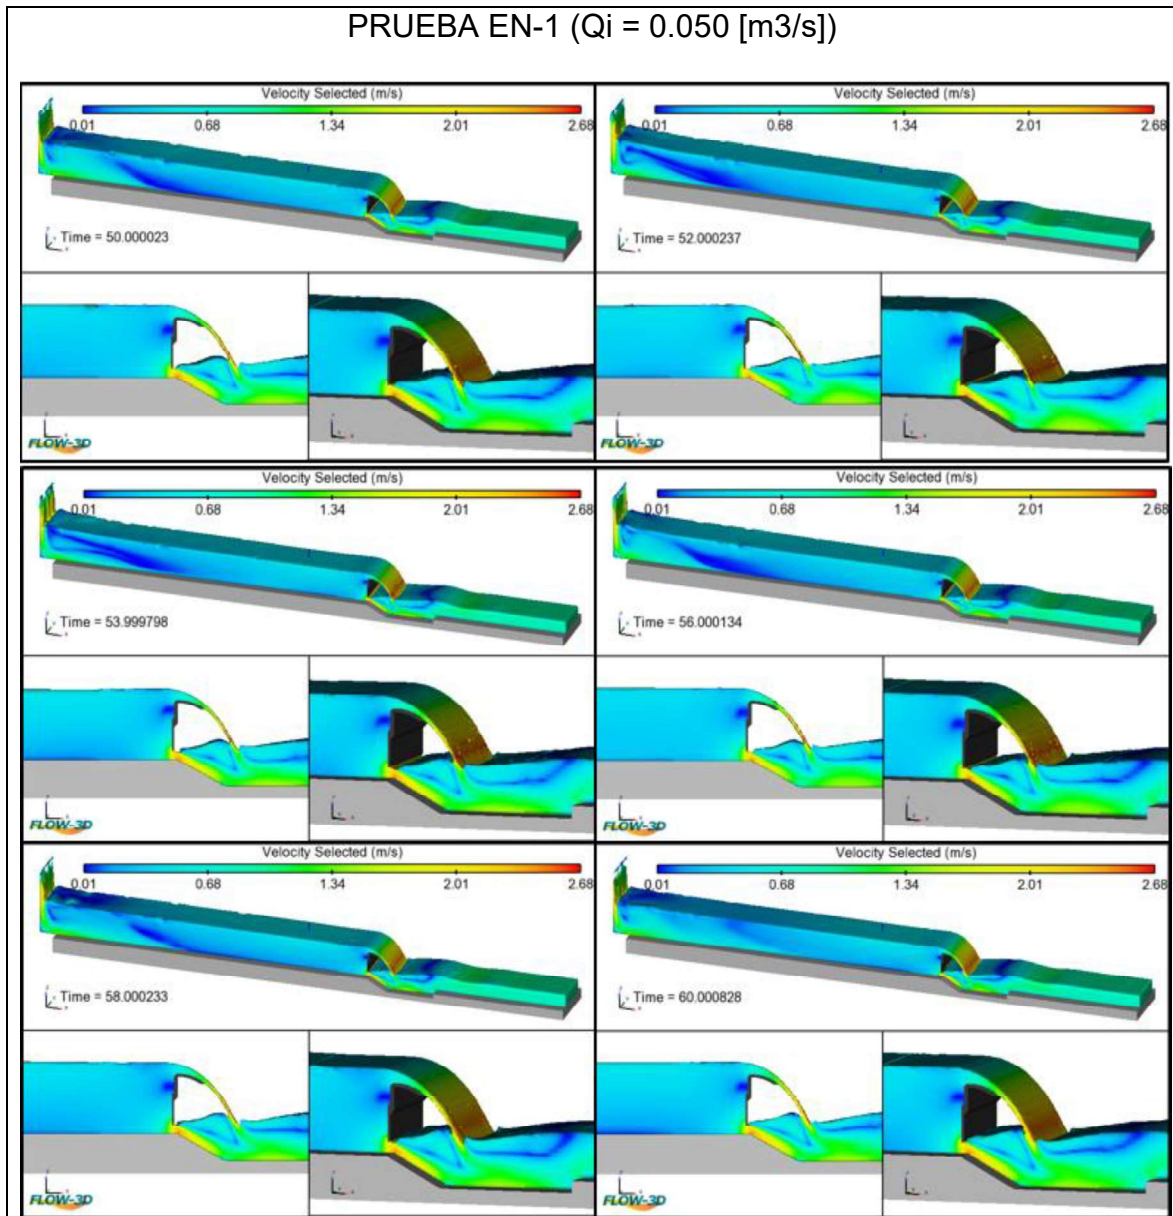 PRUEBA EN-1 (Qi = 0.050 [m3/s])
Velocity Selected (m/s)
0.01 0.68 1.34 2.01 2.68
Time = 50.000023
FLOW-3D
Velocity Selected (m/s)
0.01 0.68 1.34 2.01 2.68
Time = 52.000237
FLOW-3D
Velocity Selected (m/s)
0.01 0.68 1.34 2.01 2.68
Time = 53.999798
FLOW-3D
Velocity Selected (m/s)
0.01 0.68 1.34 2.01 2.68
Time = 56.000134
FLOW-3D
Velocity Selected (m/s)
0.01 0.68 1.34 2.01 2.68
Time = 58.000233
FLOW-3D
Velocity Selected (m/s)
0.01 0.68 1.34 2.01 2.68
Time = 60.000828
FLOW-3D